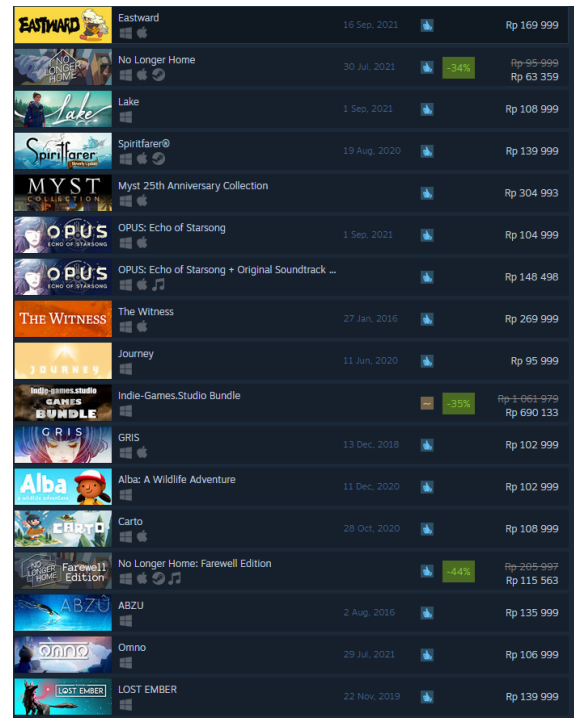 EASTWARD
Eastward
16 Sep, 2021
Rp 169 999
NO LONGER HOME
No Longer Home
30 Jul, 2021
-34%
Rp 95 999
Rp 63 359
Lake
Lake
1 Sep, 2021
Rp 108 999
Spiritfarer
Spiritfarer®
19 Aug, 2020
Rp 139 999
MYST
COLLECTION
Myst 25th Anniversary Collection
Rp 304 993
OPUS
ECHO OF STARSONG
OPUS: Echo of Starsong
1 Sep, 2021
Rp 104 999
OPUS
ECHO OF STARSONG
OPUS: Echo of Starsong + Original Soundtrack ...
Rp 148 498
THE WITNESS
The Witness
27 Jan, 2016
Rp 269 999
JOURNEY
Journey
11 Jun, 2020
Rp 95 999
indie-games.studio
GAMES
BUNDLE
Indie-Games.Studio Bundle
-35%
Rp 1 061 979
Rp 690 133
GRIS
GRIS
13 Dec, 2018
Rp 102 999
Alba
a wildlife adventure
Alba: A Wildlife Adventure
11 Dec, 2020
Rp 102 999
CARTO
Carto
28 Oct, 2020
Rp 108 999
NO LONGER HOME
Farewell Edition
No Longer Home: Farewell Edition
-44%
Rp 205 997
Rp 115 563
ABZÛ
ABZU
2 Aug, 2016
Rp 135 999
omno
Omno
29 Jul, 2021
Rp 106 999
LOST EMBER
LOST EMBER
22 Nov, 2019
Rp 139 999